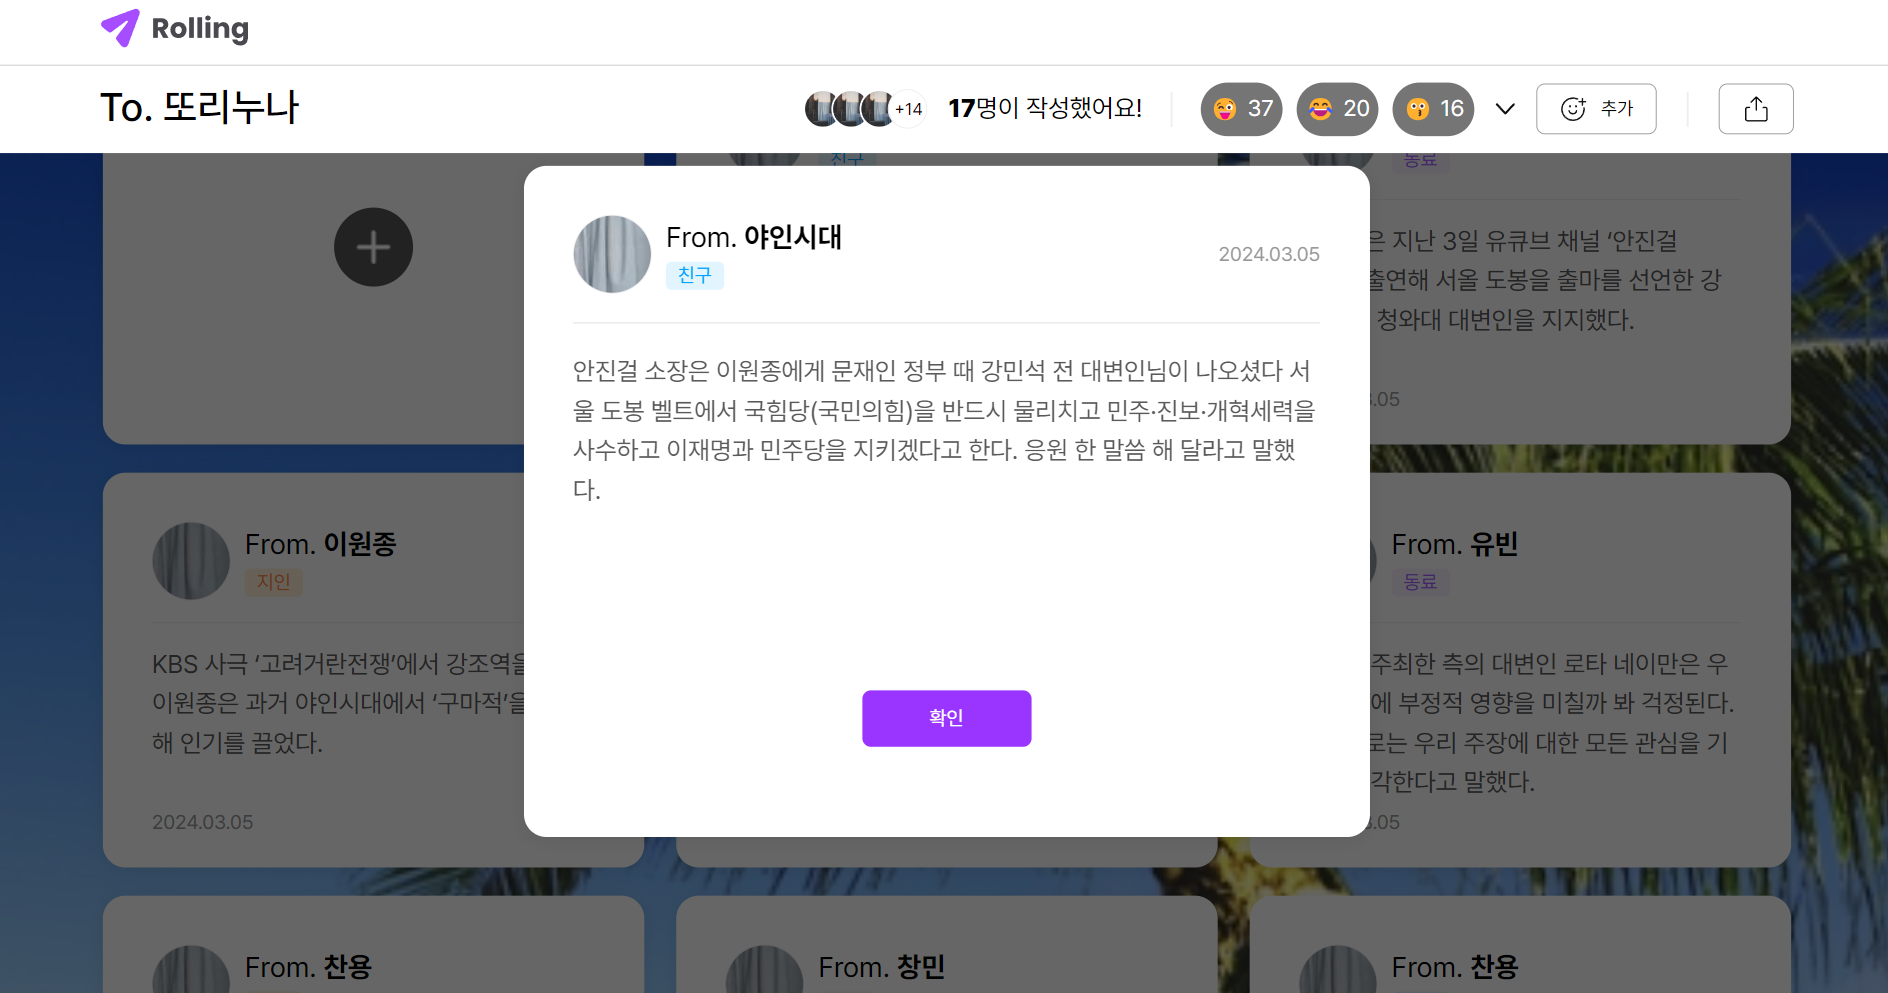 Rolling
To. 또리누나
+14
17명이 작성했어요!
37
20
16
추가
친구
동료
From. 야인시대
친구
2024.03.05
안진걸 소장은 이원종에게 문재인 정부 때 강민석 전 대변인님이 나오셨다 서
울 도봉 벨트에서 국힘당(국민의힘)을 반드시 물리치고 민주·진보·개혁세력을
사수하고 이재명과 민주당을 지키겠다고 한다. 응원 한 말씀 해 달라고 말했
다.
확인
은 지난 3일 유큐브 채널 ‘안진걸
출연해 서울 도봉을 출마를 선언한 강
청와대 대변인을 지지했다.
.05
From. 이원종
지인
KBS 사극 ‘고려거란전쟁’에서 강조역을
이원종은 과거 야인시대에서 ‘구마적’을
해 인기를 끌었다.
2024.03.05
From. 유빈
동료
주최한 측의 대변인 로타 네이만은 우
에 부정적 영향을 미칠까 봐 걱정된다.
로는 우리 주장에 대한 모든 관심을 기
각한다고 말했다.
.05
From. 찬용
From. 창민
From. 찬용